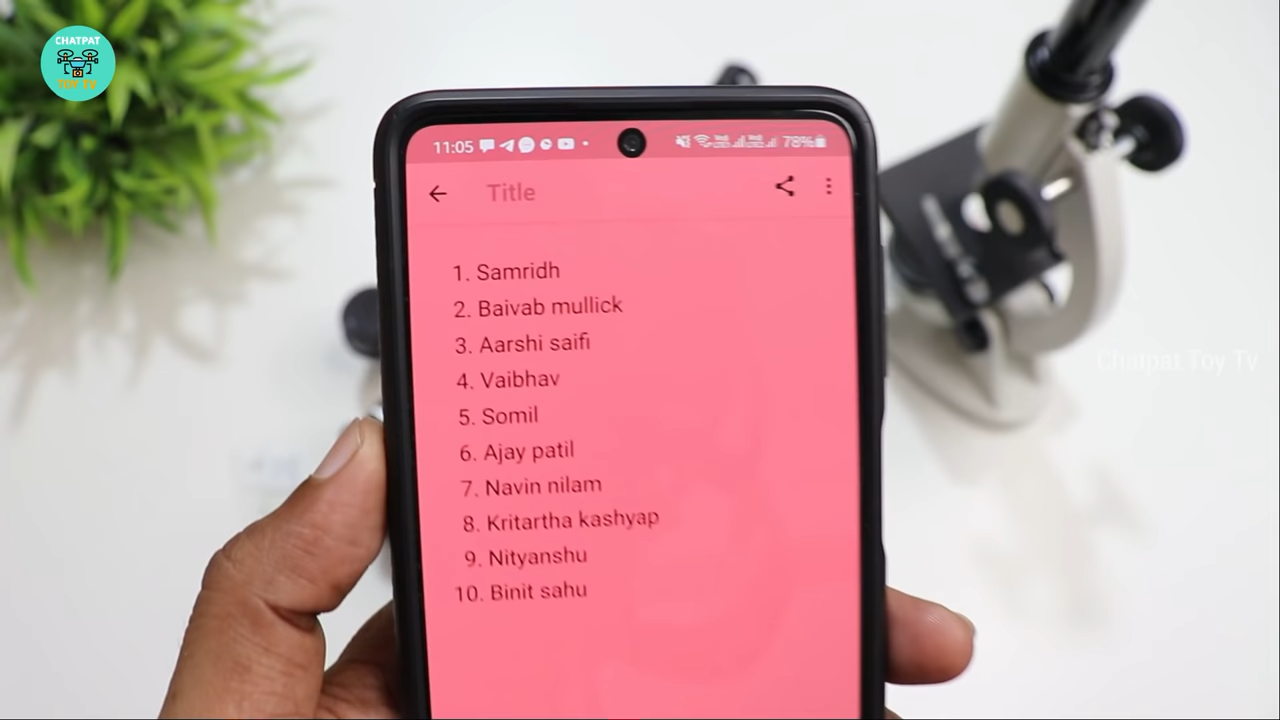 CHATPAT
TOY TV
11:05
78%
Title
1. Samridh
2. Baivab mullick
3. Aarshi saifi
4. Vaibhav
5. Somil
6. Ajay patil
7. Navin nilam
8. Kritartha kashyap
9. Nityanshu
10. Binit sahu
Chatpat Toy Tv